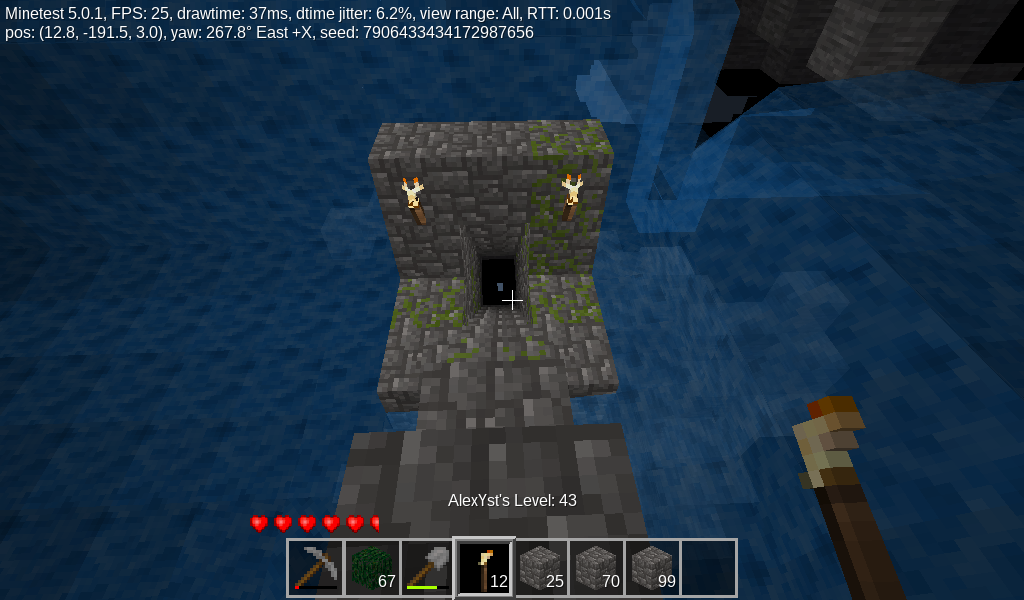 Minetest 5.0.1, FPS: 25, drawtime: 37ms, dtime jitter: 6.2%, view range: All, RTT: 0.001s
pos: (12.8, -191.5, 3.0), yaw: 267.8° East +X, seed: 7906433434172987656
AlexYst's Level: 43
67 12 25 70 99